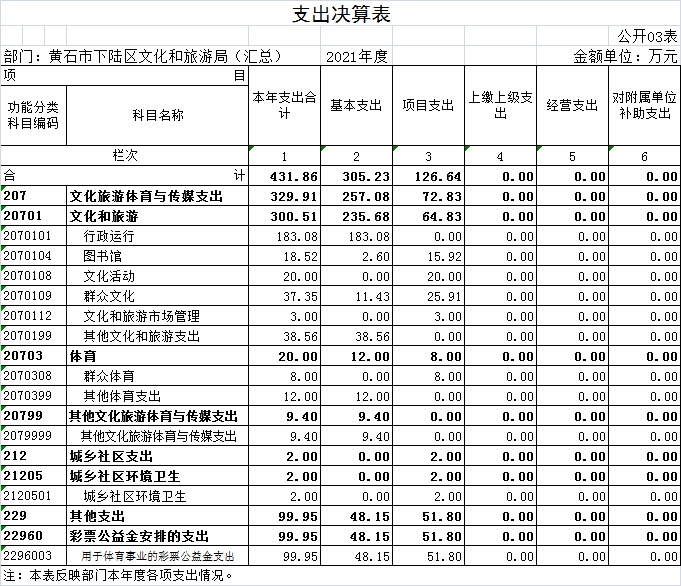 支出决算表
公开03表
部门：黄石市下陆区文化和旅游局（汇总） 2021年度 金额单位：万元
项 目 本年支出合计 基本支出 项目支出 上缴上级支出 经营支出 对附属单位补助支出
功能分类科目编码 科目名称
栏次 1 2 3 4 5 6
合 计 431.86 305.23 126.64 0.00 0.00 0.00
207 文化旅游体育与传媒支出 329.91 257.08 72.83 0.00 0.00 0.00
20701 文化和旅游 300.51 235.68 64.83 0.00 0.00 0.00
2070101 行政运行 183.08 183.08 0.00 0.00 0.00 0.00
2070104 图书馆 18.52 2.60 15.92 0.00 0.00 0.00
2070108 文化活动 20.00 0.00 20.00 0.00 0.00 0.00
2070109 群众文化 37.35 11.43 25.91 0.00 0.00 0.00
2070112 文化和旅游市场管理 3.00 0.00 3.00 0.00 0.00 0.00
2070199 其他文化和旅游支出 38.56 38.56 0.00 0.00 0.00 0.00
20703 体育 20.00 12.00 8.00 0.00 0.00 0.00
2070308 群众体育 8.00 0.00 8.00 0.00 0.00 0.00
2070399 其他体育支出 12.00 12.00 0.00 0.00 0.00 0.00
20799 其他文化旅游体育与传媒支出 9.40 9.40 0.00 0.00 0.00 0.00
2079999 其他文化旅游体育与传媒支出 9.40 9.40 0.00 0.00 0.00 0.00
212 城乡社区支出 2.00 0.00 2.00 0.00 0.00 0.00
21205 城乡社区环境卫生 2.00 0.00 2.00 0.00 0.00 0.00
2120501 城乡社区环境卫生 2.00 0.00 2.00 0.00 0.00 0.00
229 其他支出 99.95 48.15 51.80 0.00 0.00 0.00
22960 彩票公益金安排的支出 99.95 48.15 51.80 0.00 0.00 0.00
2296003 用于体育事业的彩票公益金支出 99.95 48.15 51.80 0.00 0.00 0.00
注：本表反映部门本年度各项支出情况。